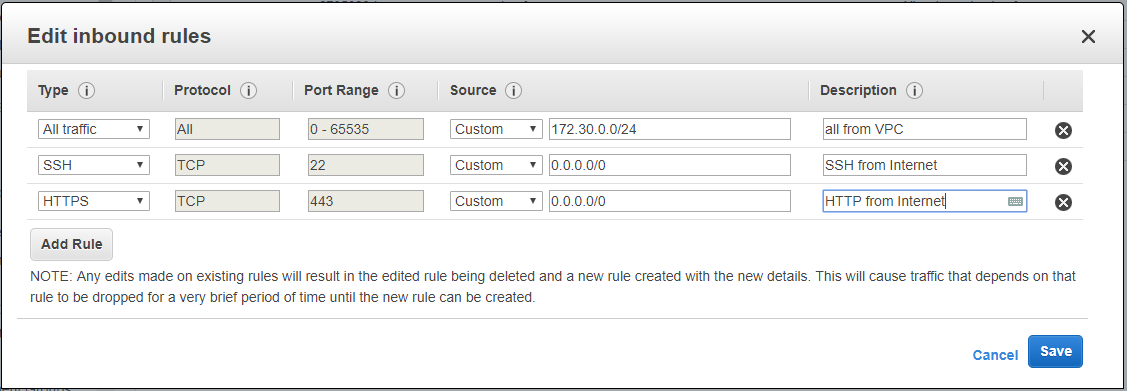 Edit inbound rules
Type Protocol Port Range Source Description
All traffic All 0 - 65535 Custom 172.30.0.0/24 all from VPC
SSH TCP 22 Custom 0.0.0.0/0 SSH from Internet
HTTPS TCP 443 Custom 0.0.0.0/0 HTTP from Internet
Add Rule
NOTE: Any edits made on existing rules will result in the edited rule being deleted and a new rule created with the new details. This will cause traffic that depends on that
rule to be dropped for a very brief period of time until the new rule can be created.
Cancel Save